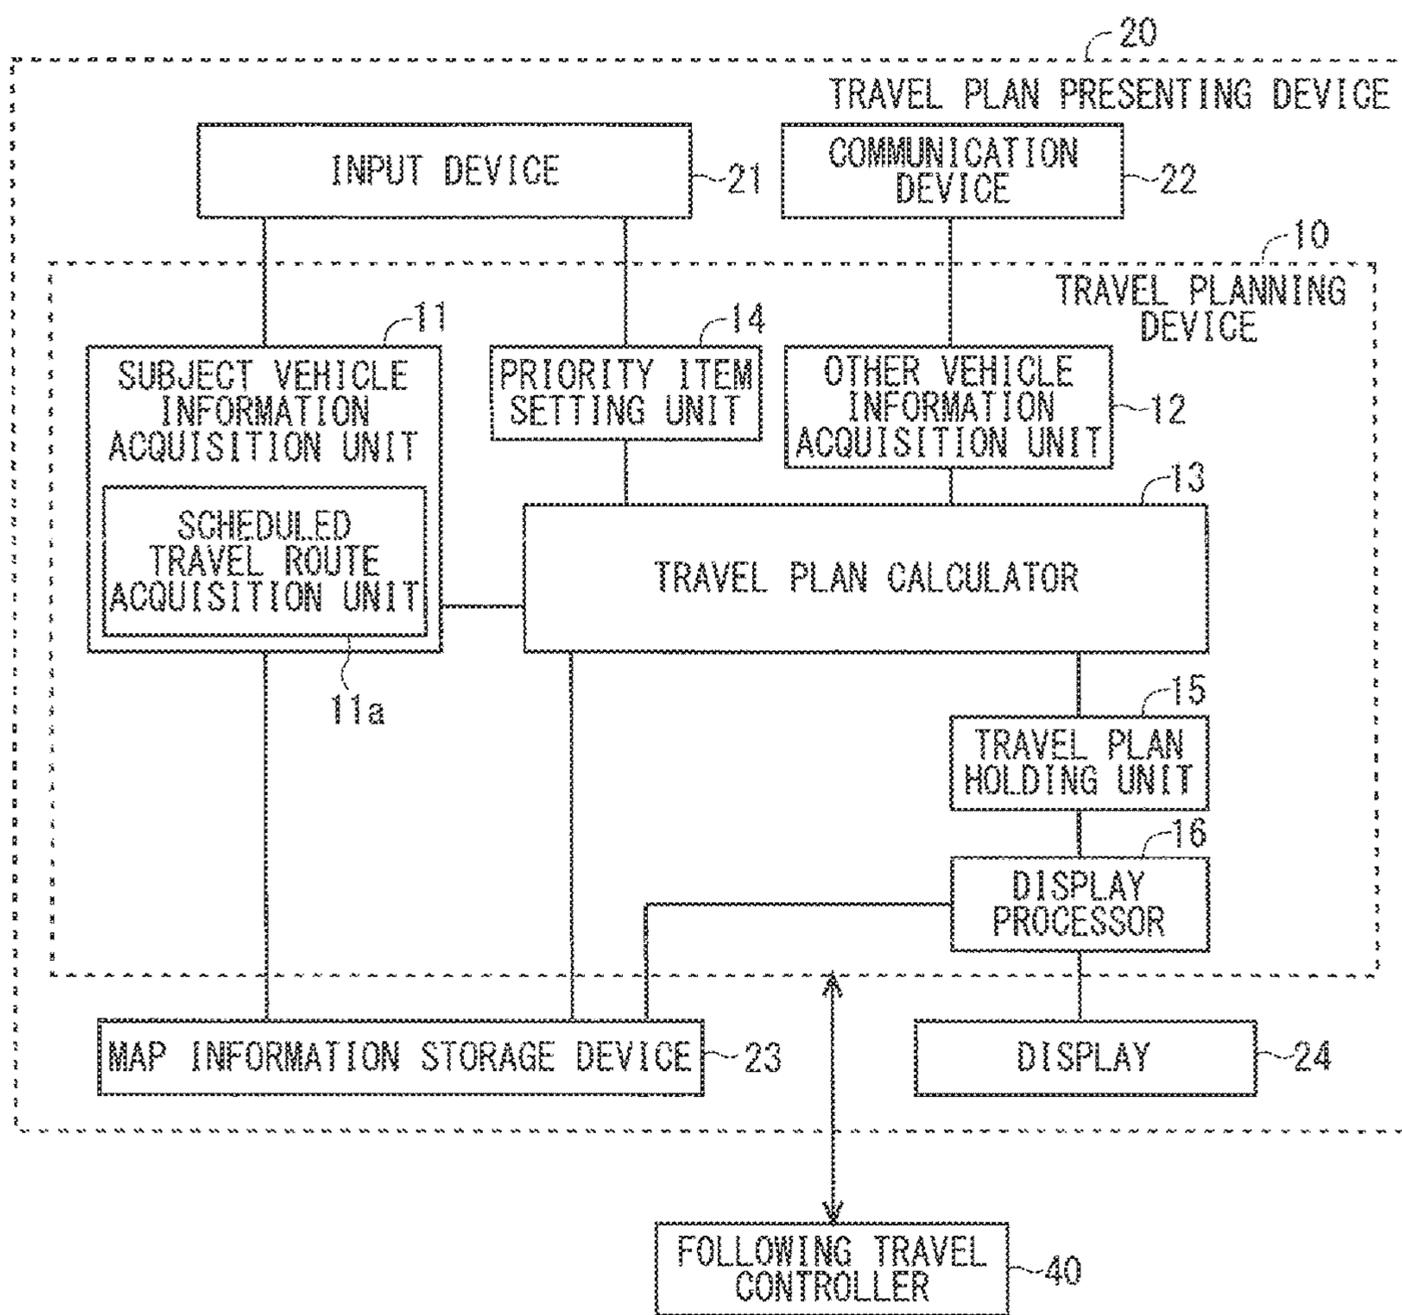 20
TRAVEL PLAN PRESENTING DEVICE
INPUT DEVICE
21
COMMUNICATION
DEVICE
22
10
TRAVEL PLANNING
DEVICE
11
SUBJECT VEHICLE
INFORMATION
ACQUISITION UNIT
14
PRIORITY ITEM
SETTING UNIT
OTHER VEHICLE
INFORMATION
ACQUISITION UNIT
12
SCHEDULED
TRAVEL ROUTE
ACQUISITION UNIT
11a
13
TRAVEL PLAN CALCULATOR
15
TRAVEL PLAN
HOLDING UNIT
16
DISPLAY
PROCESSOR
MAP INFORMATION STORAGE DEVICE
23
DISPLAY
24
FOLLOWING TRAVEL
CONTROLLER
40